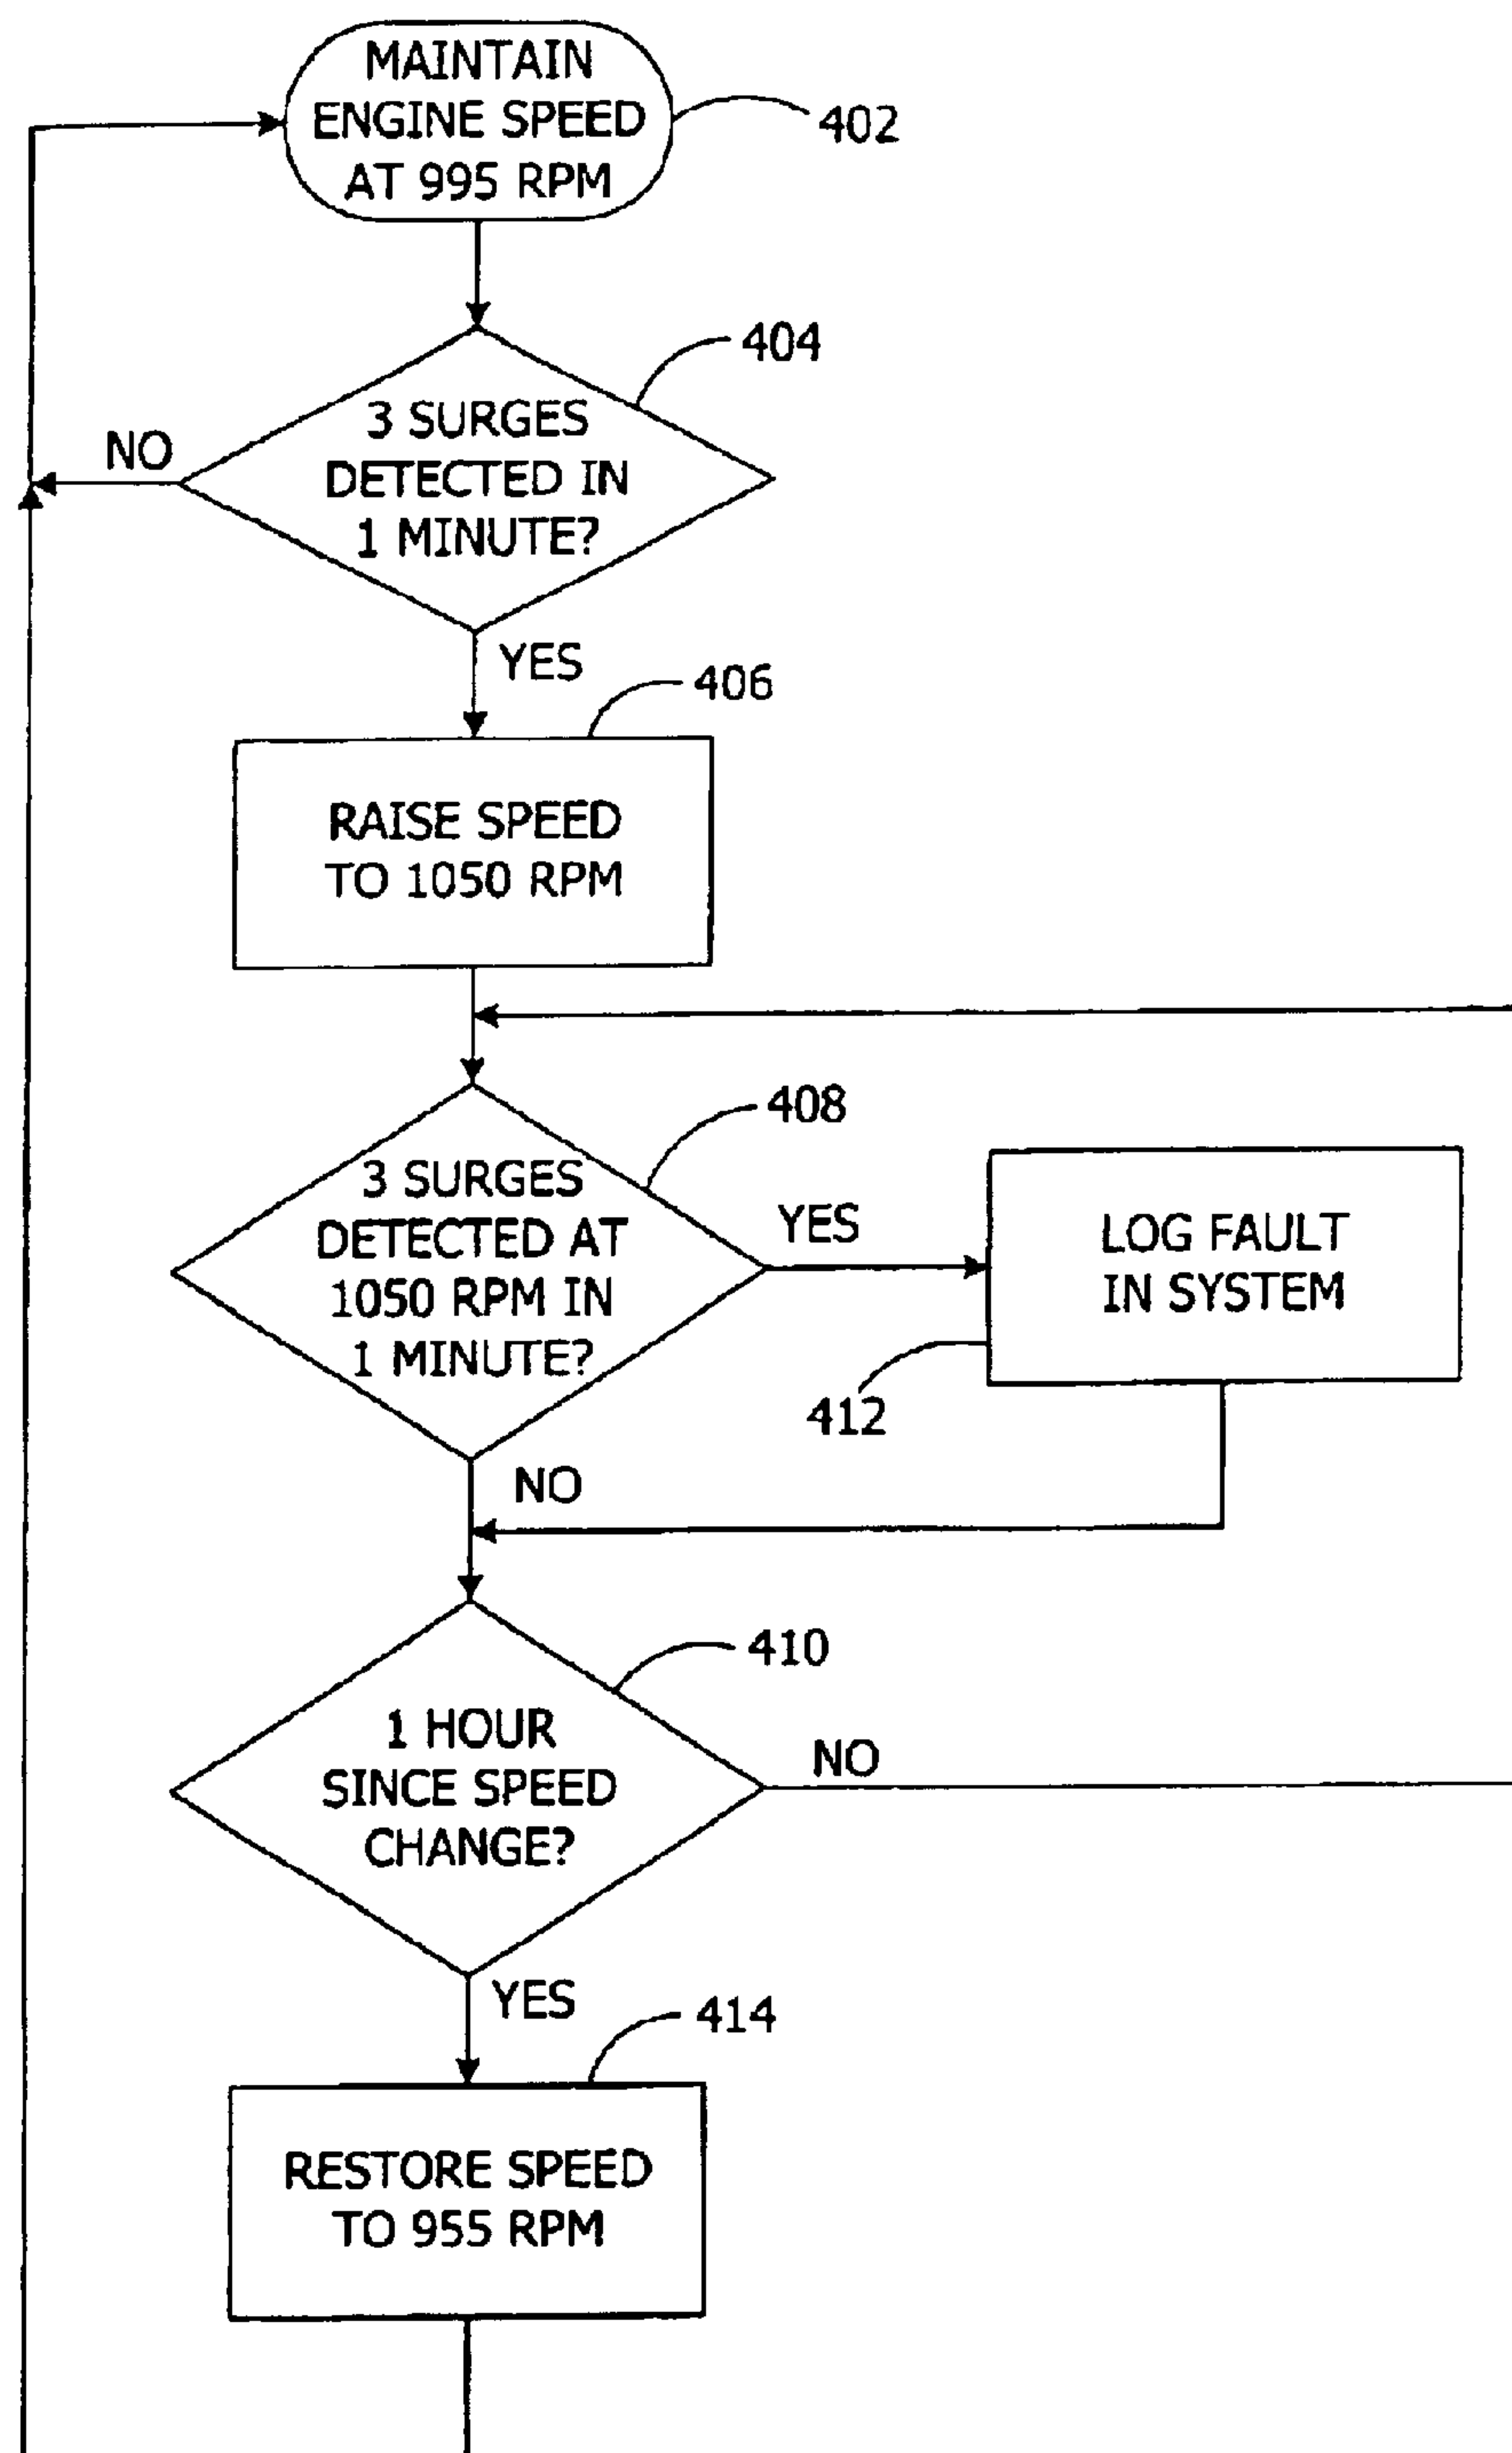 MAINTAIN
ENGINE SPEED
AT 995 RPM
402
404
3 SURGES
DETECTED IN
1 MINUTE?
NO
YES
406
RAISE SPEED
TO 1050 RPM
408
3 SURGES
DETECTED AT
1050 RPM IN
1 MINUTE?
YES
LOG FAULT
IN SYSTEM
412
NO
410
1 HOUR
SINCE SPEED
CHANGE?
NO
YES
414
RESTORE SPEED
TO 955 RPM